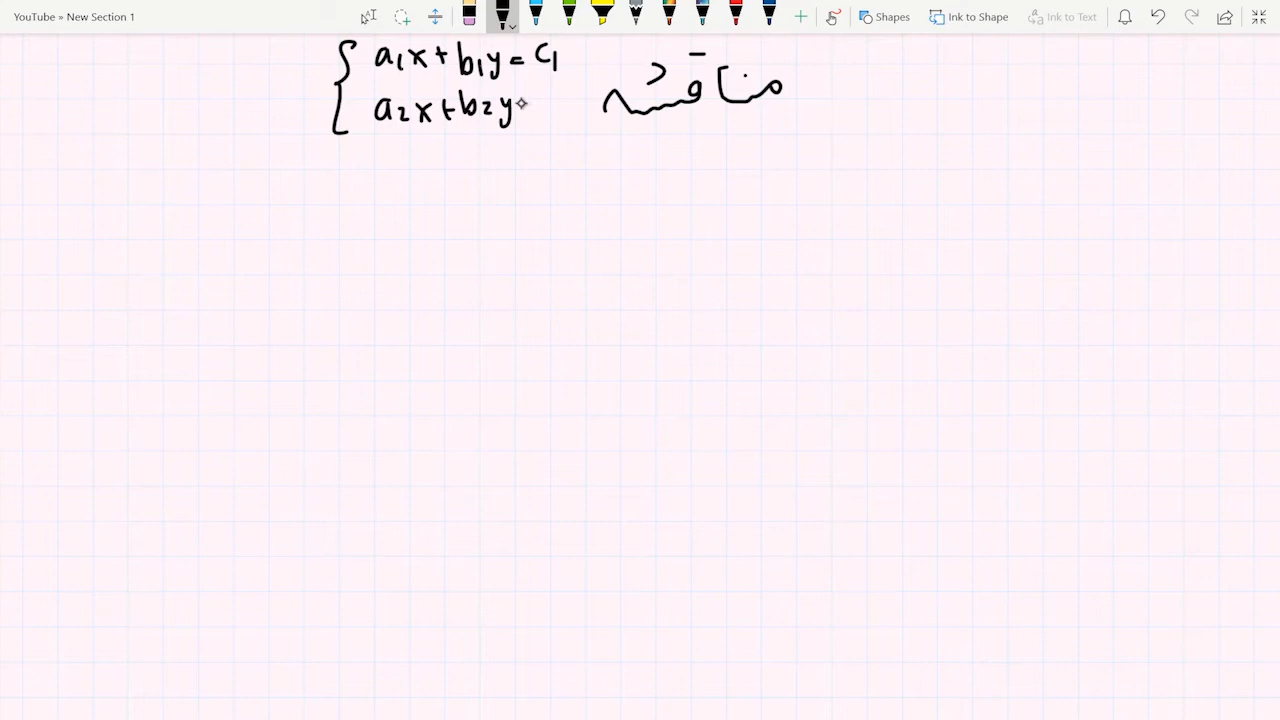 Youtube » New Section 1
Shapes
Ink to Shape
Ink to Text
a₁x + b₁y = c₁
a₂x + b₂y
مناقشة